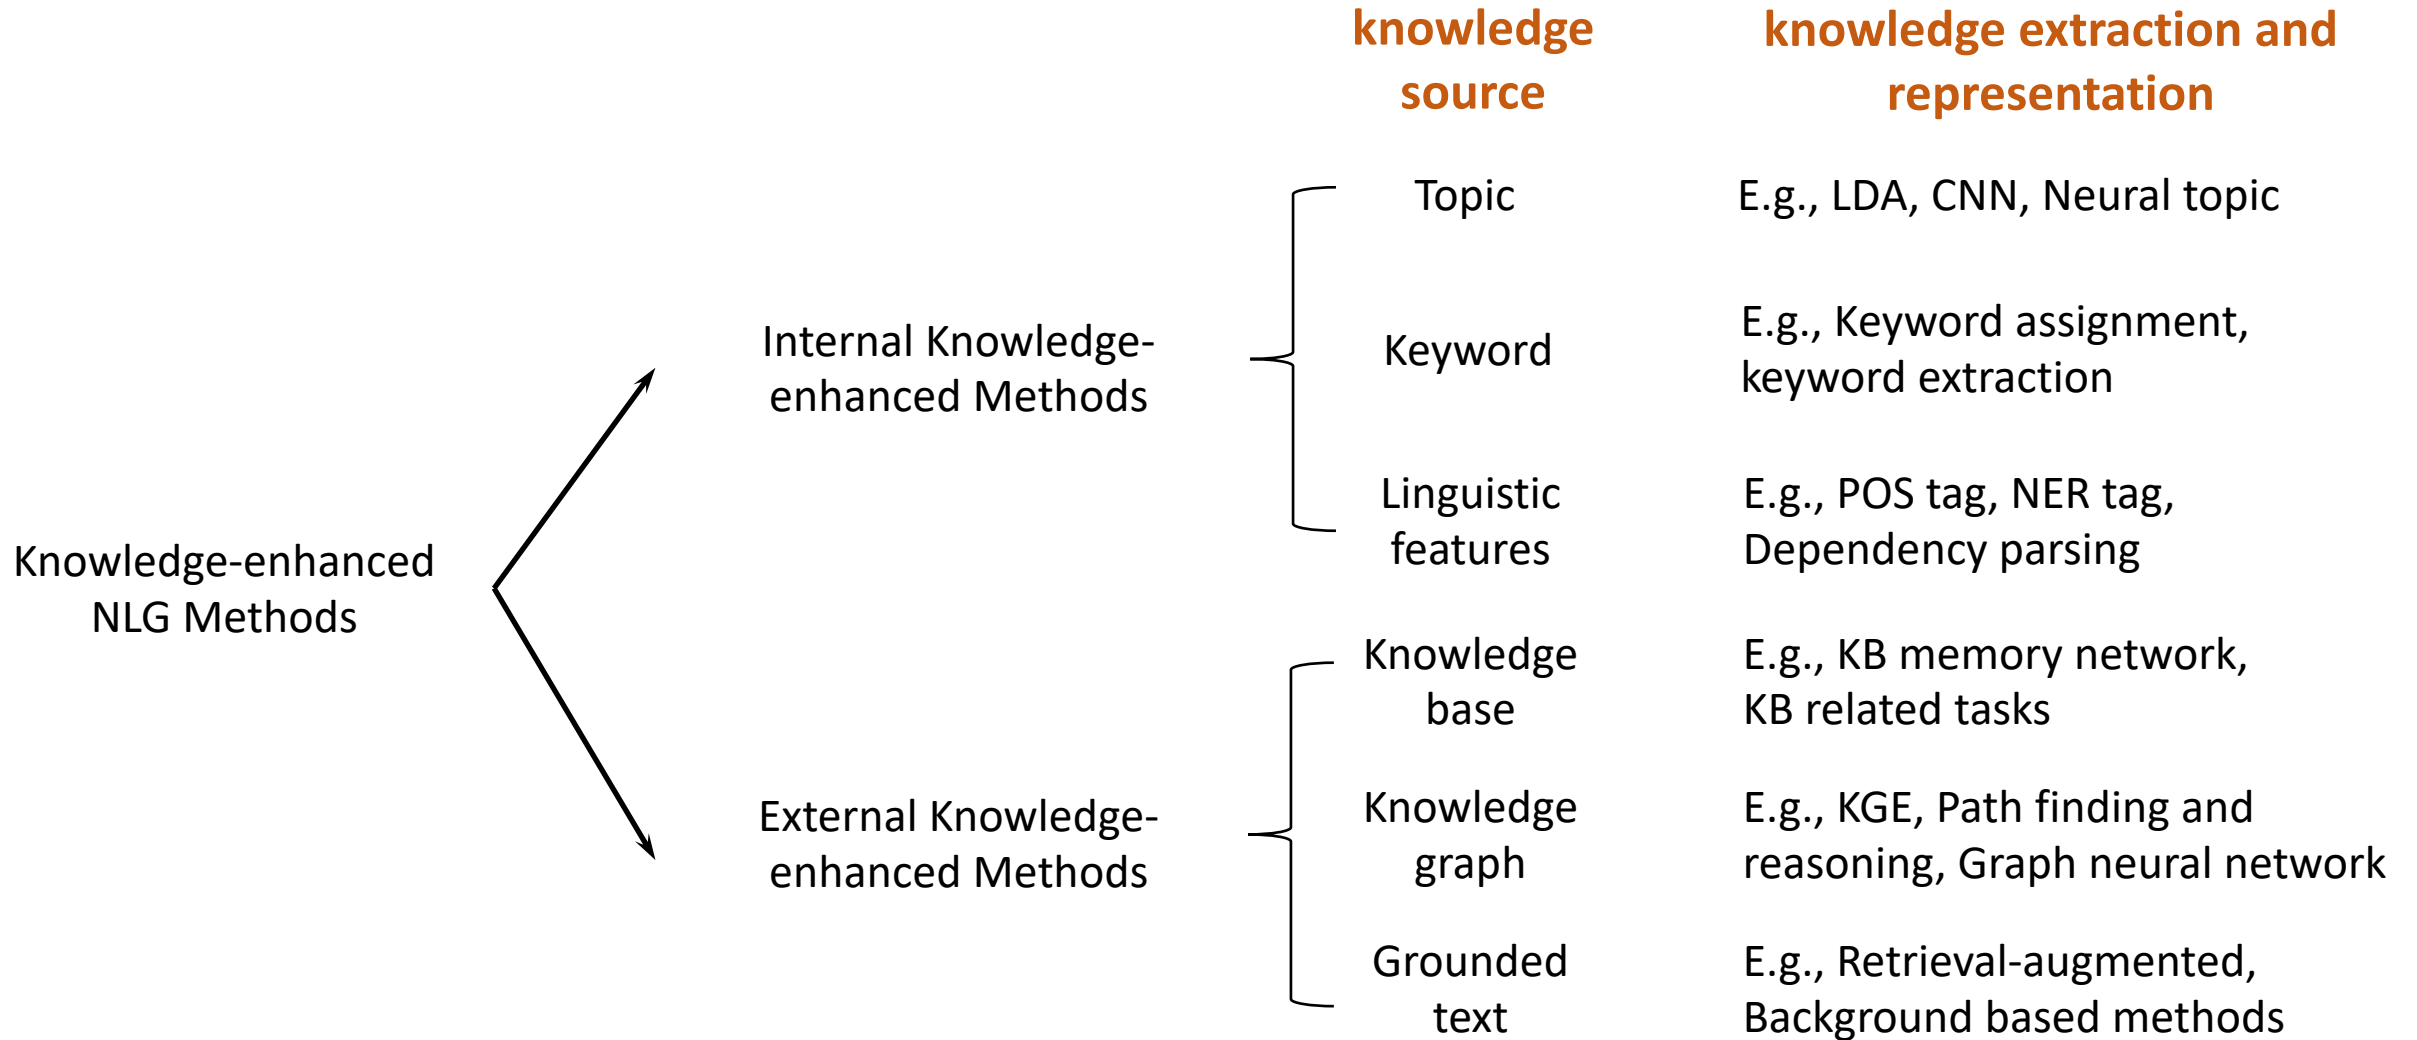 knowledge
source
knowledge extraction and
representation
Knowledge-enhanced
NLG Methods
Internal Knowledge-
enhanced Methods
Topic
E.g., LDA, CNN, Neural topic
Keyword
E.g., Keyword assignment,
keyword extraction
Linguistic
features
E.g., POS tag, NER tag,
Dependency parsing
External Knowledge-
enhanced Methods
Knowledge
base
E.g., KB memory network,
KB related tasks
Knowledge
graph
E.g., KGE, Path finding and
reasoning, Graph neural network
Grounded
text
E.g., Retrieval-augmented,
Background based methods